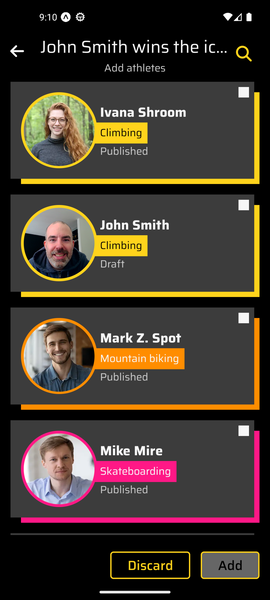 9:10
John Smith wins the ic...
Add athletes
Ivana Shroom
Climbing
Published
John Smith
Climbing
Draft
Mark Z. Spot
Mountain biking
Published
Mike Mire
Skateboarding
Published
Discard
Add